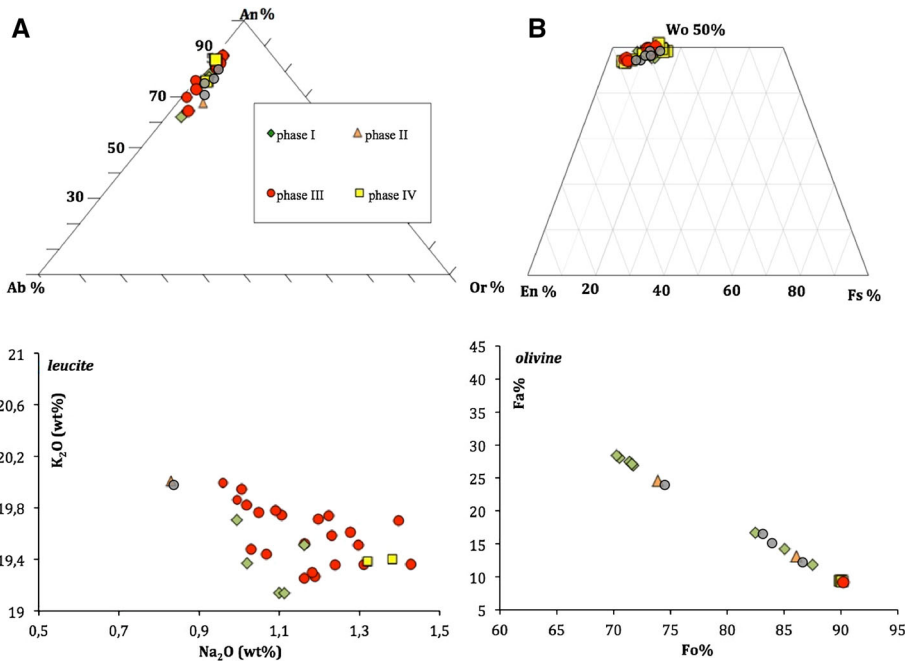 A
An %
90
70
50
30
Ab %
Or %
phase I
phase II
phase III
phase IV
B
Wo 50%
En %
20
40
60
80
Fs %
leucite
K2O (wt%)
21
20,6
20,2
19,8
19,4
19
0,5
0,7
0,9
1,1
1,3
1,5
Na2O (wt%)
olivine
Fa%
45
40
35
30
25
20
15
10
5
60
65
70
75
80
85
90
95
Fo%